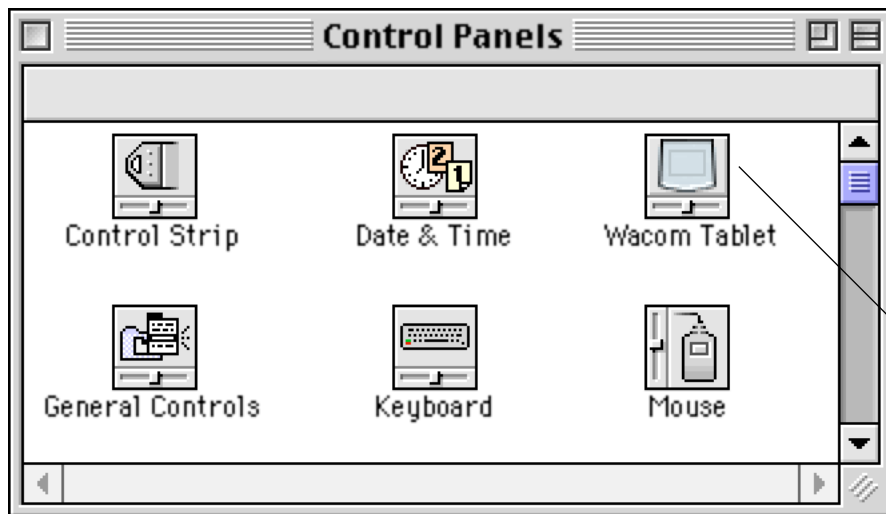 Control Panels
Control Strip
Date & Time
Wacom Tablet
General Controls
Keyboard
Mouse